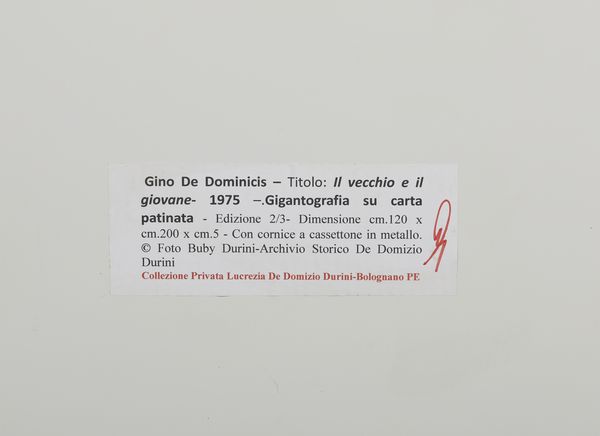 Gino De Dominicis – Titolo: Il vecchio e il
giovane- 1975 –.Gigantografia su carta
patinata - Edizione 2/3- Dimensione cm.120 x
cm.200 x cm.5 - Con cornice a cassettone in metallo.
© Foto Buby Durini-Archivio Storico De Domizio
Durini
Collezione Privata Lucrezia De Domizio Durini-Bolognano PE